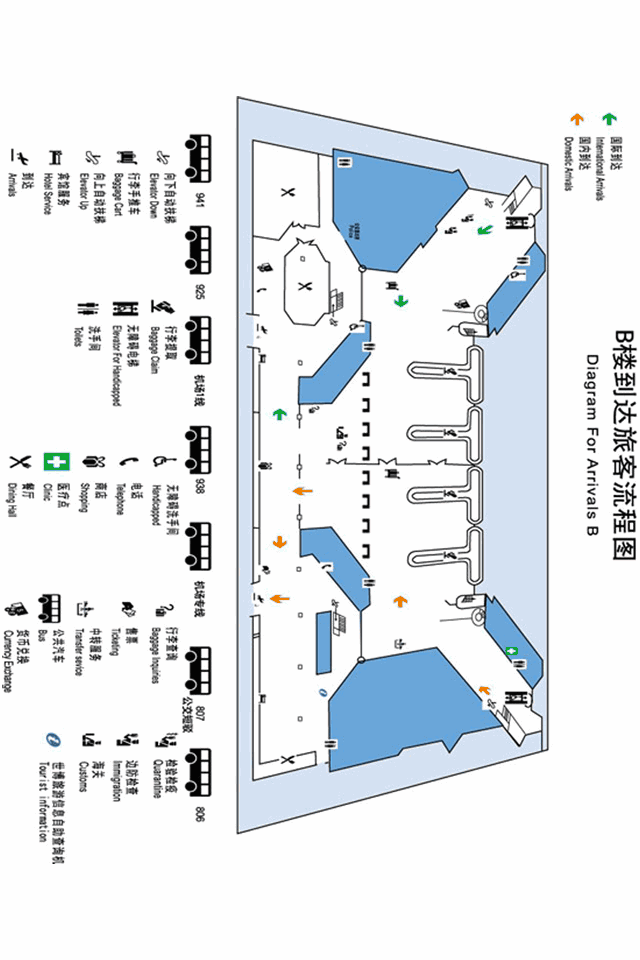 B楼到达旅客流程图
Diagram For Arrivals B
国际到达
International Arrivals
国内到达
Domestic Arrivals
941
925
机场1线
938
机场专线
807
公交短驳
806
向下自动扶梯
Elevator Down
行李提取
Baggage Claim
无障碍洗手间
Handicapped
行李查询
Baggage Inquiries
检验检疫
Quarantine
行李手推车
Baggage Cart
无障碍电梯
Elevator For Handicapped
电话
Telephone
售票
Ticketing
边防检查
Immigration
向上自动扶梯
Elevator Up
洗手间
Toilets
商店
Shopping
中转服务
Transfer sevice
海关
Customs
宾馆服务
Hotel Service
医疗点
Clinic
公共汽车
Bus
世博旅游信息自助查询机
Tourist information
到达
Arrivals
餐厅
Dining Hall
货币兑换
Currency Exchange